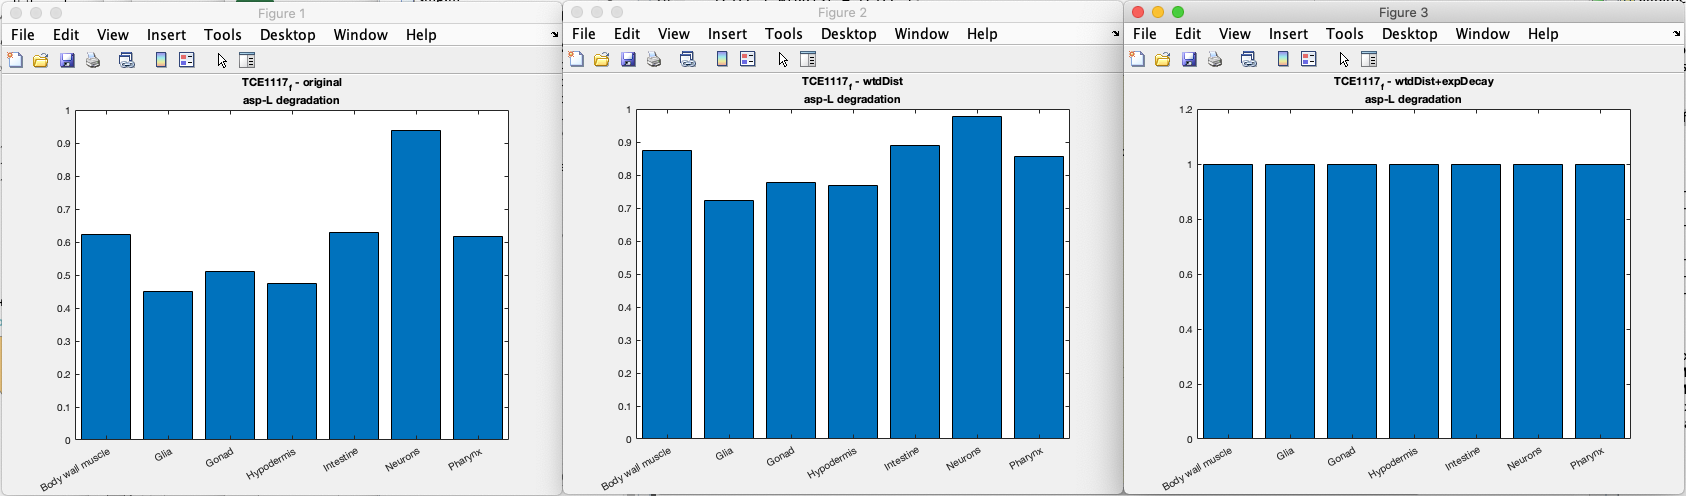 Figure 1
File Edit View Insert Tools Desktop Window Help
TCE1117f - original
asp-L degradation
1
0.9
0.8
0.7
0.6
0.5
0.4
0.3
0.2
0.1
0
Body wall muscle
Glia
Gonad
Hypodermis
Intestine
Neurons
Pharynx
Figure 2
File Edit View Insert Tools Desktop Window Help
TCE1117f - wtdDist
asp-L degradation
1
0.9
0.8
0.7
0.6
0.5
0.4
0.3
0.2
0.1
0
Body wall muscle
Glia
Gonad
Hypodermis
Intestine
Neurons
Pharynx
Figure 3
File Edit View Insert Tools Desktop Window Help
TCE1117f - wtdDist+expDecay
asp-L degradation
1.2
1
0.8
0.6
0.4
0.2
0
Body wall muscle
Glia
Gonad
Hypodermis
Intestine
Neurons
Pharynx